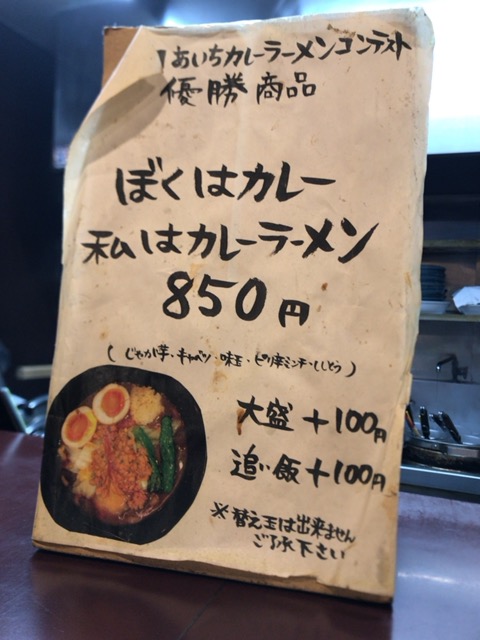 あいちカレーラーメンコンテスト
優勝商品
ぼくはカレー
私はカレーラーメン
850円
(じゃが芋・キャベツ・味玉・ピリ辛ミンチ・ししとう)
大盛+100円
追い飯+100円
※替え玉は出来ません
ご了承下さい